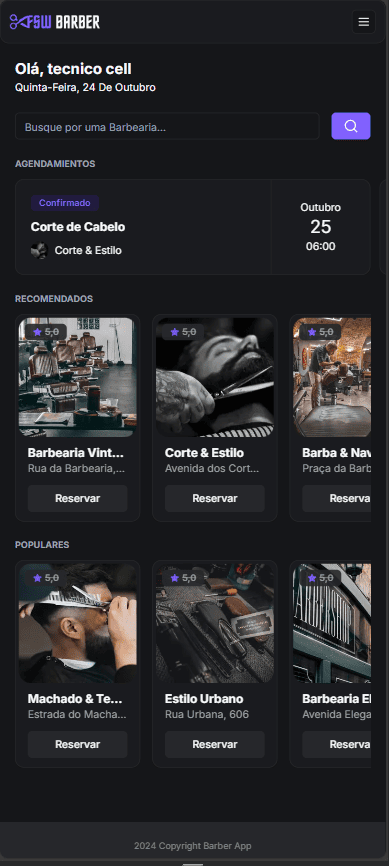 FSW BARBER
Olá, tecnico cell
Quinta-Feira, 24 De Outubro
Busque por uma Barbearia...
AGENDAMIENTOS
Confirmado
Corte de Cabelo
Corte & Estilo
Outubro
25
06:00
RECOMENDADOS
5,0
Barbearia Vint...
Rua da Barbearia,...
Reservar
5,0
Corte & Estilo
Avenida dos Cort...
Reservar
5,0
Barba & Nav
Praça da Barb
Reserva
POPULARES
5,0
Machado & Te...
Estrada do Macha...
Reservar
5,0
Estilo Urbano
Rua Urbana, 606
Reservar
5,0
Barbearia El
Avenida Elega
Reserva
2024 Copyright Barber App